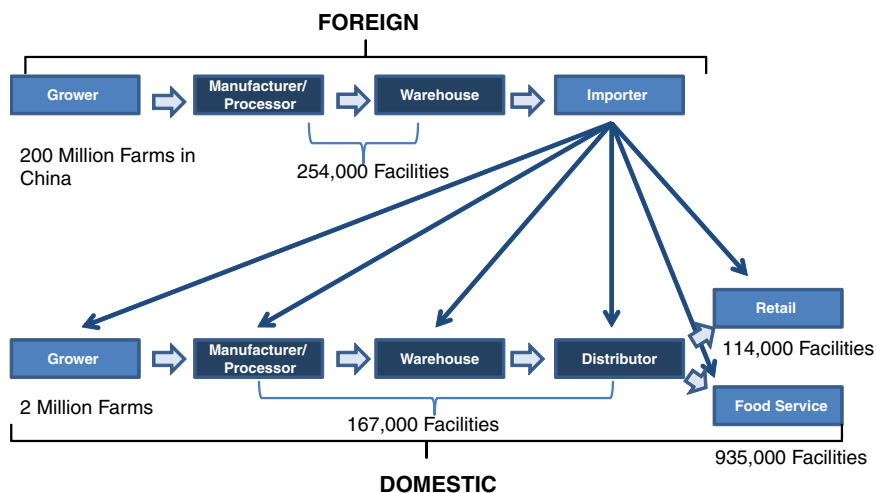 FOREIGN
Grower
Manufacturer/
Processor
Warehouse
Importer
200 Million Farms in
China
254,000 Facilities
Retail
114,000 Facilities
Grower
Manufacturer/
Processor
Warehouse
Distributor
2 Million Farms
167,000 Facilities
Food Service
935,000 Facilities
DOMESTIC